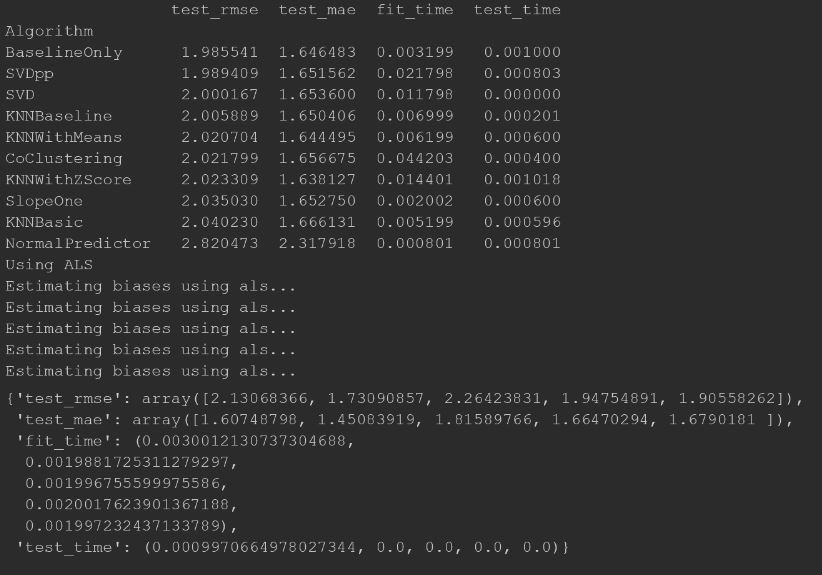 test_rmse test_mae fit_time test_time
Algorithm
BaselineOnly 1.985541 1.646483 0.003199 0.001000
SVDpp 1.989409 1.651562 0.021798 0.000803
SVD 2.000167 1.653600 0.011798 0.000000
KNNBaseline 2.005889 1.650406 0.006999 0.000201
KNNWithMeans 2.020704 1.644495 0.006199 0.000600
CoClustering 2.021799 1.656675 0.044203 0.000400
KNNWithZScore 2.023309 1.638127 0.014401 0.001018
SlopeOne 2.035030 1.652750 0.002002 0.000600
KNNBasic 2.040230 1.666131 0.005199 0.000596
NormalPredictor 2.820473 2.317918 0.000801 0.000801
Using ALS
Estimating biases using als...
Estimating biases using als...
Estimating biases using als...
Estimating biases using als...
Estimating biases using als...
{'test_rmse': array([2.13068366, 1.73090857, 2.26423831, 1.94754891, 1.90558262]),
'test_mae': array([1.60748798, 1.45083919, 1.81589766, 1.66470294, 1.6790181 ]),
'fit_time': (0.0030012130737304688,
0.0019881725311279297,
0.001996755599975586,
0.0020017623901367188,
0.001997232437133789),
'test_time': (0.0009970664978027344, 0.0, 0.0, 0.0, 0.0)}